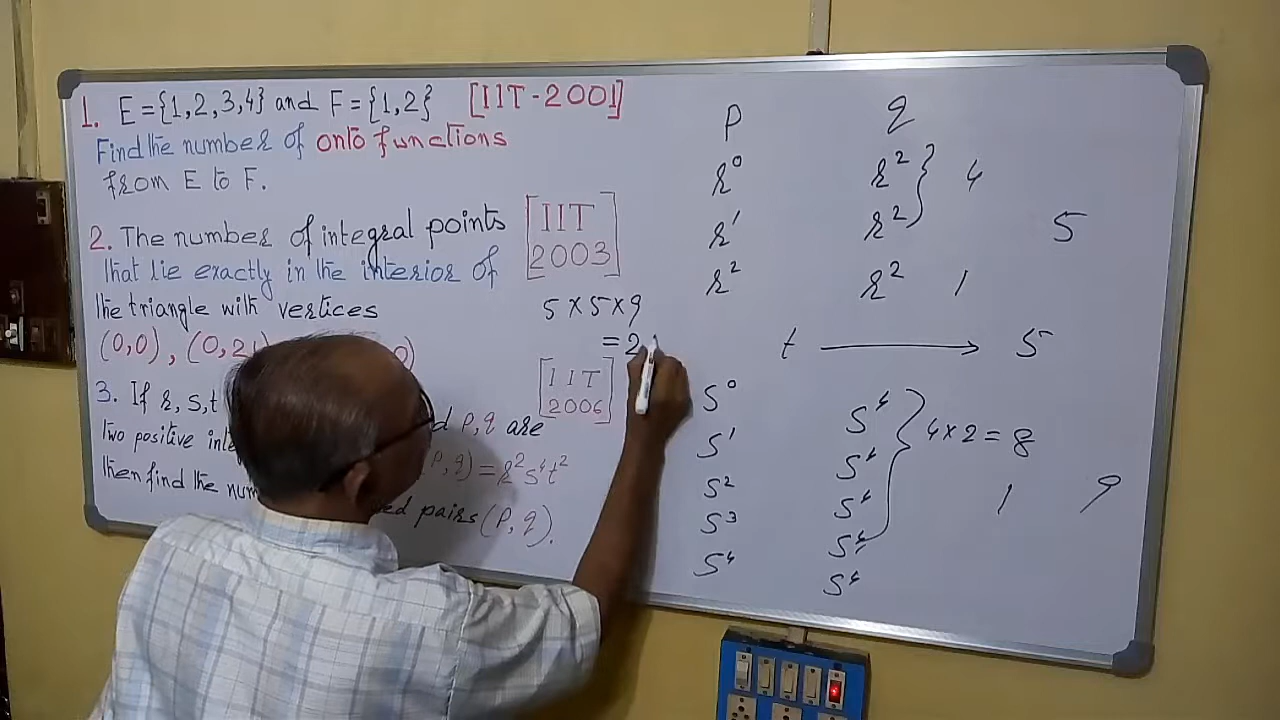 1. E = {1,2,3,4} and F = {1,2} [IIT-2001]
Find the number of onto functions
from E to F.
2. The number of integral points [IIT 2003]
that lie exactly in the interior of
the triangle with vertices
(0,0), (0,21) 0)
3. If r, s, t d P, q are [IIT 2006]
two positive P, q) = r²s⁴t²
then find the pairs (P, q).
5 × 5 × 9
= 2
P q
r⁰ r² } 4
r¹ r²
5
r² r² 1
t → 5
S⁰ S⁴ } 4 × 2 = 8
S¹ S⁴
S² S⁴ 1 9
S³ S⁴
S⁴ S⁴